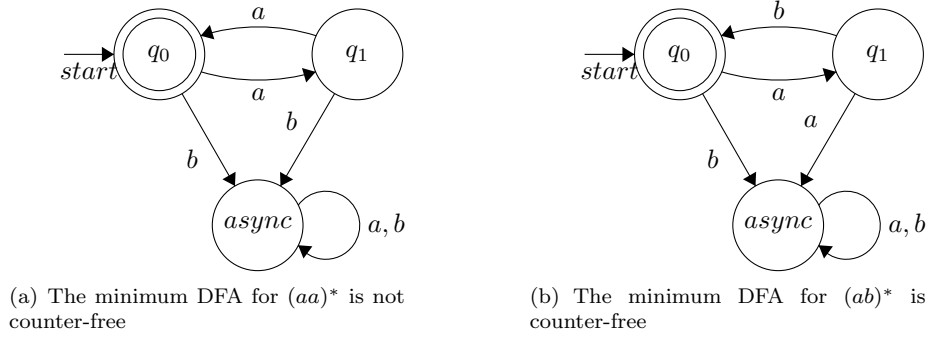 a
q0
q1
start
a
b
b
async
a, b
(a) The minimum DFA for (aa)* is not
counter-free
b
q0
q1
start
a
a
b
async
a, b
(b) The minimum DFA for (ab)* is
counter-free